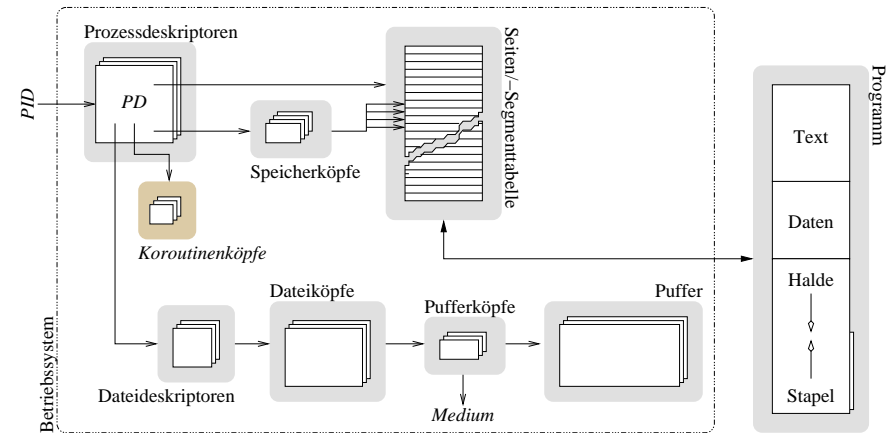 Prozessdeskriptoren
PID
PD
Speicherköpfe
Seiten/−Segmenttabelle
Koroutinenköpfe
Dateideskriptoren
Dateiköpfe
Pufferköpfe
Puffer
Medium
Betriebssystem
Programm
Text
Daten
Halde
Stapel